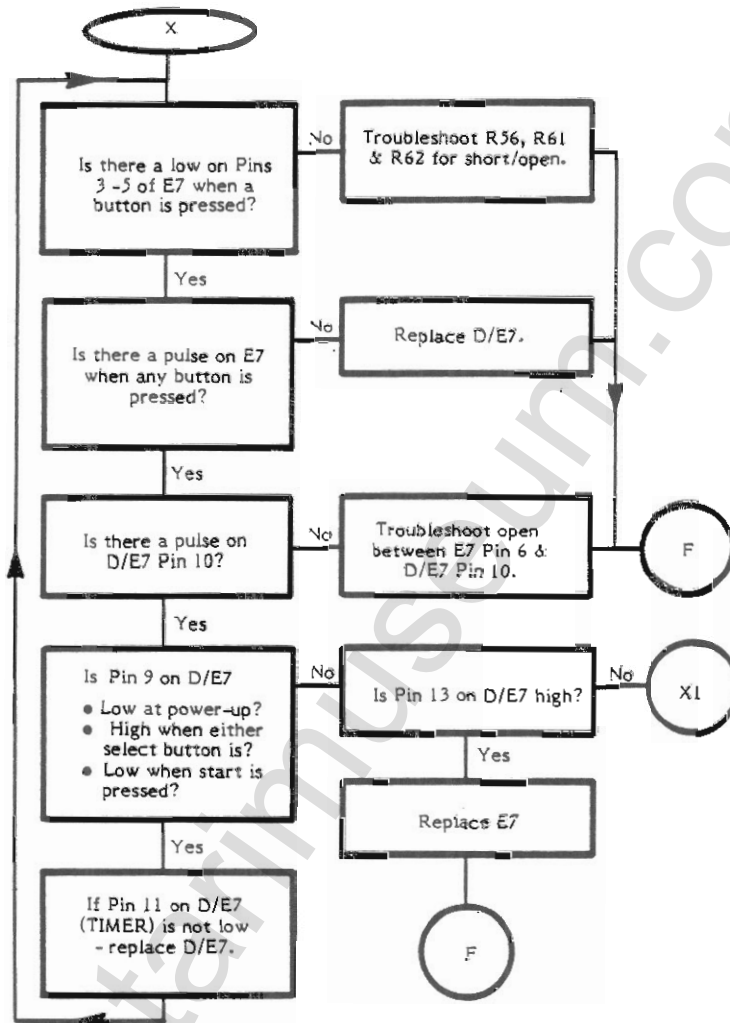 X
Is there a low on Pins
3 -5 of E7 when a
button is pressed?
No
Troubleshoot R56, R61
& R62 for short/open.
Yes
Is there a pulse on E7
when any button is
pressed?
No
Replace D/E7.
Yes
Is there a pulse on
D/E7 Pin 10?
No
Troubleshoot open
between E7 Pin 6 &
D/E7 Pin 10.
F
Yes
Is Pin 9 on D/E7
• Low at power-up?
• High when either
select button is?
• Low when start is
pressed?
No
Is Pin 13 on D/E7 high?
No
X1
Yes
Replace E7
F
Yes
If Pin 11 on D/E7
(TIMER) is not low
- replace D/E7.
tarimuseum.co